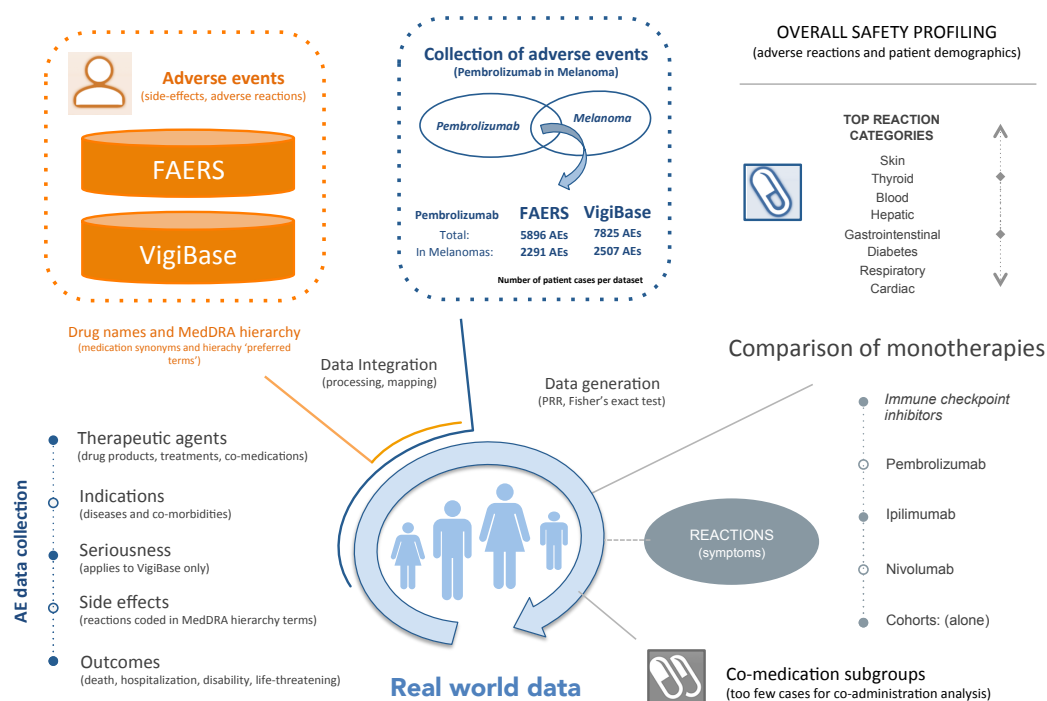 Adverse events
(side-effects, adverse reactions)
FAERS
VigiBase
Collection of adverse events
(Pembrolizumab in Melanoma)
Pembrolizumab
Melanoma
Pembrolizumab FAERS VigiBase
Total: 5896 AEs 7825 AEs
In Melanomas: 2291 AEs 2507 AEs
Number of patient cases per dataset
OVERALL SAFETY PROFILING
(adverse reactions and patient demographics)
TOP REACTION
CATEGORIES
Skin
Thyroid
Blood
Hepatic
Gastrointenstinal
Diabetes
Respiratory
Cardiac
Drug names and MedDRA hierarchy
(medication synonyms and hierachy ‘preferred
terms’)
Data Integration
(processing, mapping)
Data generation
(PRR, Fisher’s exact test)
Comparison of monotherapies
Immune checkpoint
inhibitors
Pembrolizumab
Ipilimumab
Nivolumab
Cohorts: (alone)
AE data collection
Therapeutic agents
(drug products, treatments, co-medications)
Indications
(diseases and co-morbidities)
Seriousness
(applies to VigiBase only)
Side effects
(reactions coded in MedDRA hierarchy terms)
Outcomes
(death, hospitalization, disability, life-threatening)
REACTIONS
(symptoms)
Real world data
Co-medication subgroups
(too few cases for co-administration analysis)